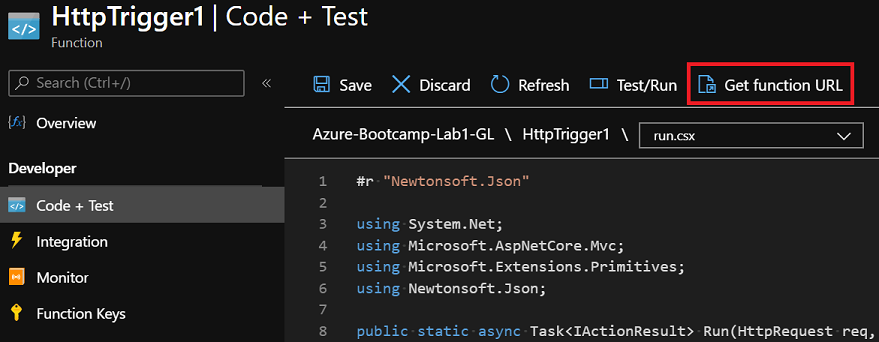 HttpTrigger1 | Code + Test
Function
Search (Ctrl+/)
«
Overview
Developer
Code + Test
Integration
Monitor
Function Keys
Save Discard Refresh Test/Run Get function URL
Azure-Bootcamp-Lab1-GL \ HttpTrigger1 \ run.csx
1 #r "Newtonsoft.Json"
2
3 using System.Net;
4 using Microsoft.AspNetCore.Mvc;
5 using Microsoft.Extensions.Primitives;
6 using Newtonsoft.Json;
7
8 public static async Task<IActionResult> Run(HttpRequest req,